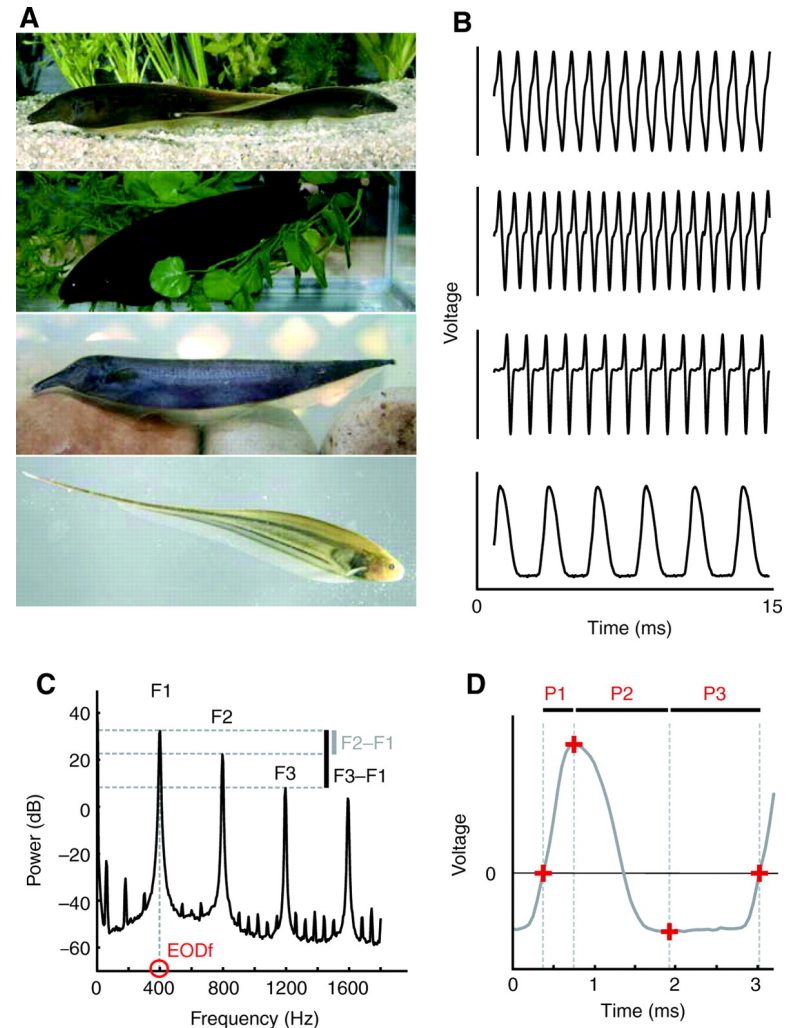 A
B
Voltage
0
15
Time (ms)
C
F1
F2
F2–F1
F3
F3–F1
40
20
0
–20
–40
–60
Power (dB)
EODf
0
400
800
1200
1600
Frequency (Hz)
D
P1
P2
P3
Voltage
0
0
1
2
3
Time (ms)